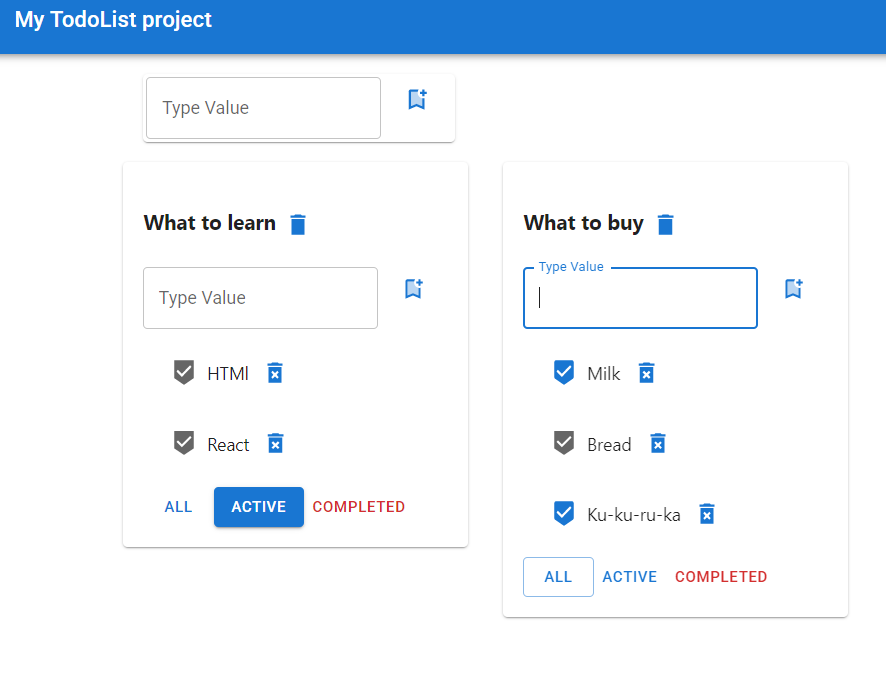 My TodoList project
Type Value
What to learn
Type Value
HTMl
React
ALL ACTIVE COMPLETED
What to buy
Type Value
Milk
Bread
Ku-ku-ru-ka
ALL ACTIVE COMPLETED